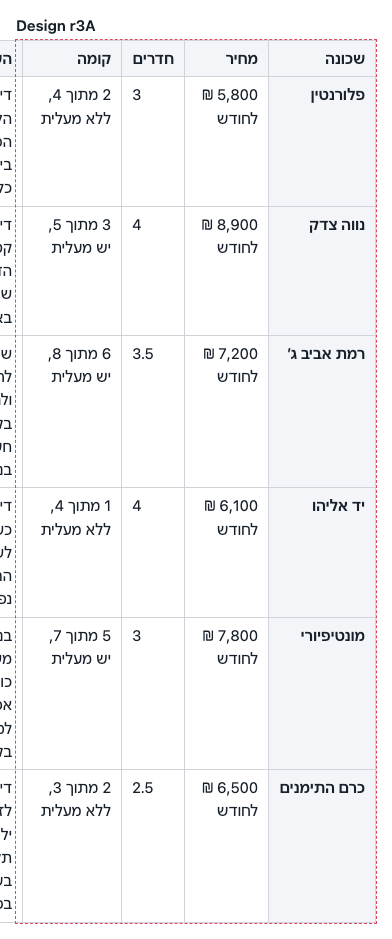 Design r3A
שכונה מחיר חדרים קומה
פלורנטין 5,800 ₪ 3 2 מתוך 4,
לחודש ללא מעלית
נווה צדק 8,900 ₪ 4 3 מתוך 5,
לחודש יש מעלית
רמת אביב ג׳ 7,200 ₪ 3.5 6 מתוך 8,
לחודש יש מעלית
יד אליהו 6,100 ₪ 4 1 מתוך 4,
לחודש ללא מעלית
מונטיפיורי 7,800 ₪ 3 5 מתוך 7,
לחודש יש מעלית
כרם התימנים 6,500 ₪ 2.5 2 מתוך 3,
לחודש ללא מעלית